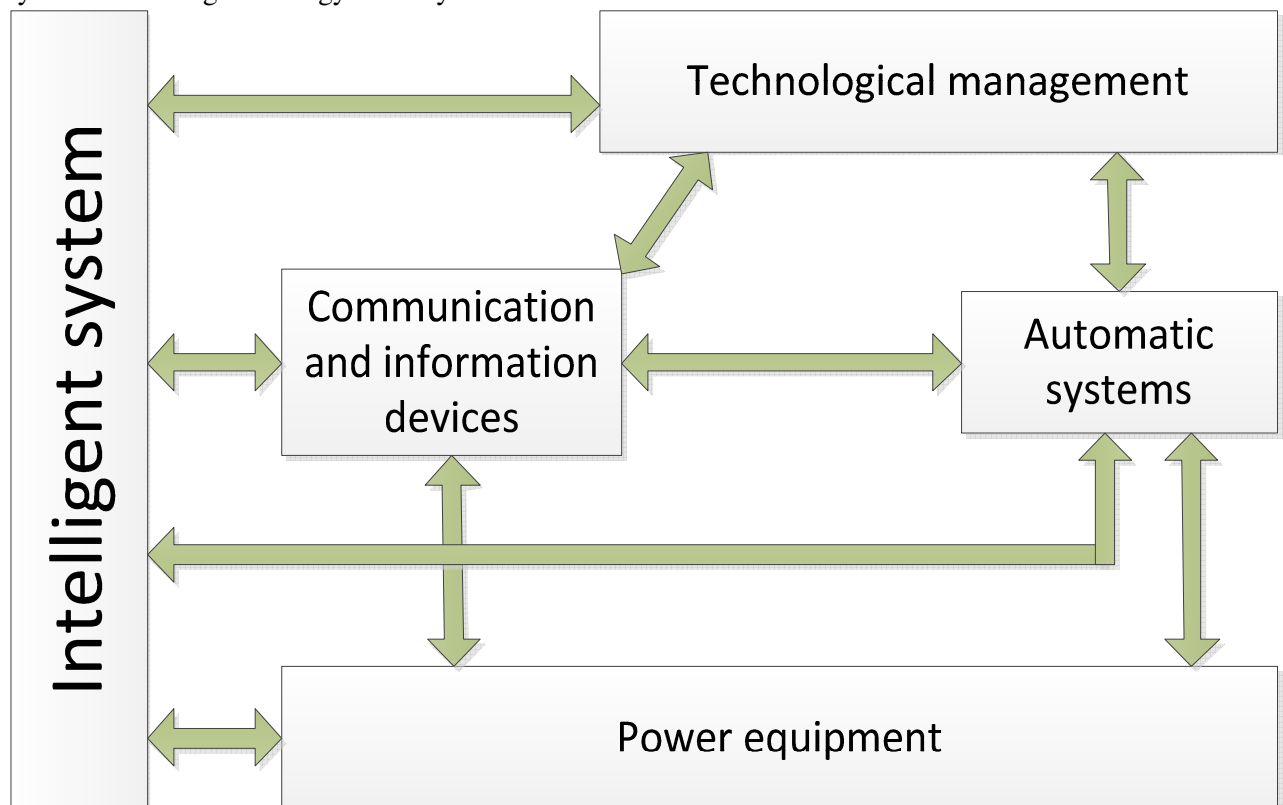 Intelligent system
Technological management
Communication
and information
devices
Automatic
systems
Power equipment